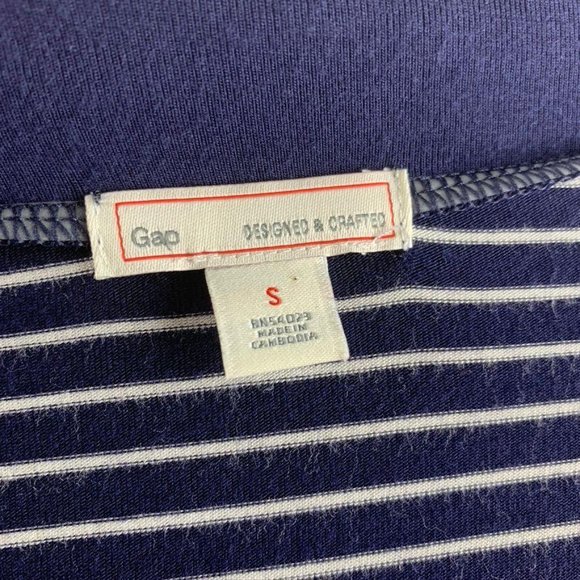 Gap
DESIGNED & CRAFTED
S
RN54023
MADE IN
CAMBODIA